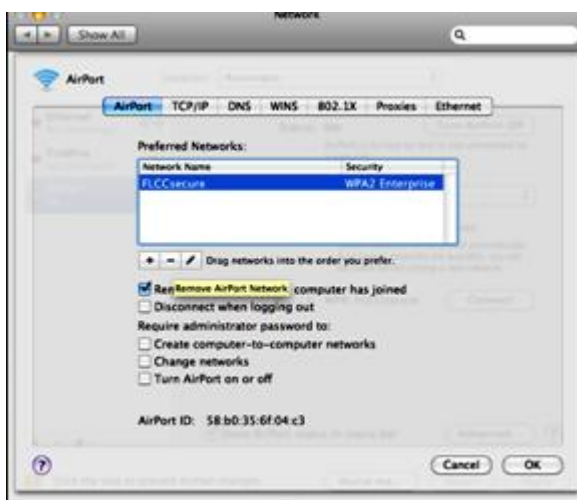 Network
Show All
AirPort
AirPort TCP/IP DNS WINS 802.1X Proxies Ethernet
Preferred Networks:
Network Name Security
FLCCsecure WPA2 Enterprise
+ - Drag networks into the order you prefer.
Rem Remove AirPort Network computer has joined
Disconnect when logging out
Require administrator password to:
Create computer-to-computer networks
Change networks
Turn AirPort on or off
AirPort ID: 58:b0:35:6f:04:c3
? Cancel OK